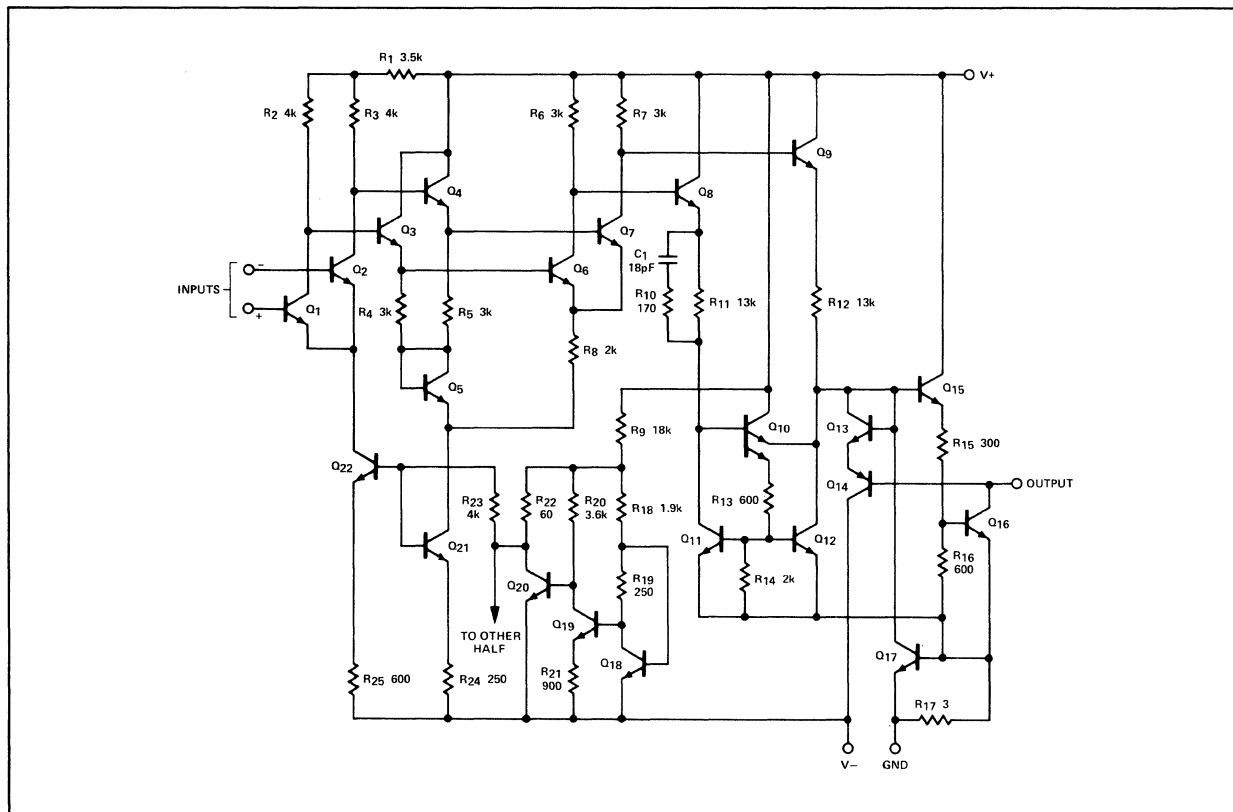 R1 3.5k
V+
R2 4k
R3 4k
R6 3k
R7 3k
Q9
Q4
Q8
Q3
Q7
C1
18pF
–
Q2
Q6
INPUTS
R10
170
R11 13k
R12 13k
+
Q1
R4 3k
R5 3k
R8 2k
Q5
Q15
Q10
Q13
R9 18k
R15 300
Q22
Q14
OUTPUT
R23
4k
R22
60
R20
3.6k
R18 1.9k
R13 600
Q16
Q11
Q12
Q21
R16
600
Q20
R19
250
R14 2k
TO OTHER
HALF
Q19
Q18
Q17
R25 600
R24 250
R21
900
R17 3
V–
GND